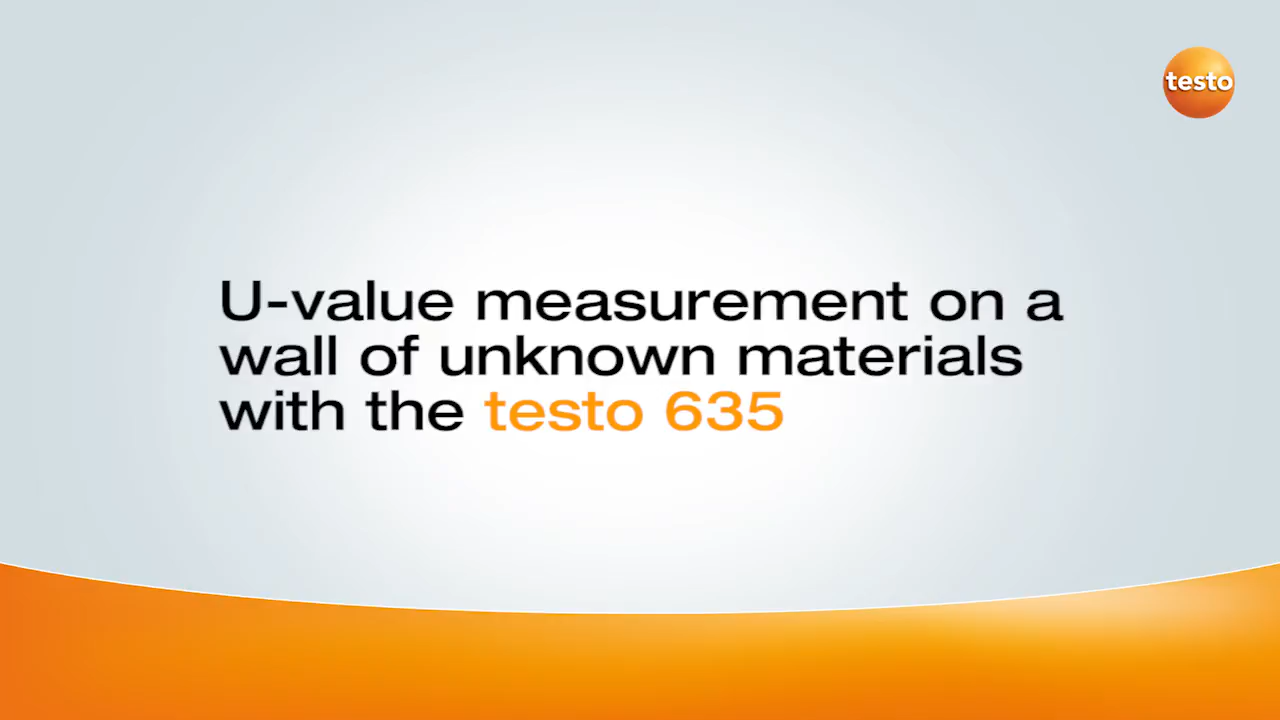 testo
U-value measurement on a
wall of unknown materials
with the testo 635